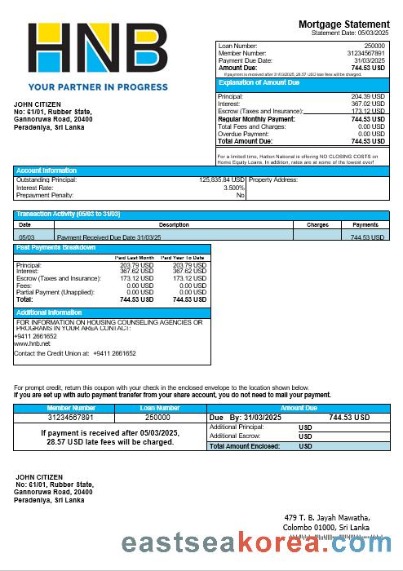 HNB
YOUR PARTNER IN PROGRESS
Mortgage Statement
Statement Date: 05/03/2025
Loan Number: 250000
Member Number: 31234567891
Payment Due Date: 31/03/2025
Amount Due: 744.53 USD
If payment is received after 31/03/2025, 28.57 USD late fee will be charged.
JOHN CITIZEN
No: 61/01, Rubber State,
Gannoruwa Road, 20400
Peradeniya, Sri Lanka
Explanation of Amount Due
Principal: 204.39 USD
Interest: 367.02 USD
Escrow (Taxes and Insurance): 173.12 USD
Regular Monthly Payment: 744.53 USD
Total Fees and Charges: 0.00 USD
Overdue Payment: 0.00 USD
Total Amount Due: 744.53 USD
For a limited time, Hatton National is offering NO CLOSING COSTS on
Home Equity Loans. In addition, rates are at some of the lowest ever!
Account Information
Outstanding Principal: 125,635.84 USD Property Address:
Interest Rate: 3.500%
Prepayment Penalty: No
Transaction Activity (05/03 to 31/03)
Date Description Charges Payments
05/03 Payment Received Due Date 31/03/25 744.53 USD
Past Payments Breakdown
Paid Last Month Paid Year To Date
Principal: 203.79 USD 203.79 USD
Interest: 367.62 USD 367.62 USD
Escrow (Taxes and Insurance): 173.12 USD 173.12 USD
Fees: 0.00 USD 0.00 USD
Partial Payment (Unapplied): 0.00 USD 0.00 USD
Total: 744.53 USD 744.53 USD
Additional Information
FOR INFORMATION ON HOUSING COUNSELING AGENCIES OR
PROGRAMS IN YOUR AREA CONTACT:
+9411 2661652
www.hnb.net
Contact the Credit Union at: +9411 2661652
For prompt credit, return this coupon with your check in the enclosed envelope to the location shown below.
If you are set up with auto payment transfer from your share account, you do not need to mail your payment.
Member Number Loan Number Amount Due
31234567891 250000 Due By: 31/03/2025 744.53 USD
If payment is received after 05/03/2025,
28.57 USD late fees will be charged.
Additional Principal: USD
Additional Escrow: USD
Total Amount Enclosed: USD
JOHN CITIZEN
No: 61/01, Rubber State,
Gannoruwa Road, 20400
Peradeniya, Sri Lanka
479 T. B. Jayah Mawatha,
Colombo 01000, Sri Lanka
eastseakorea.com